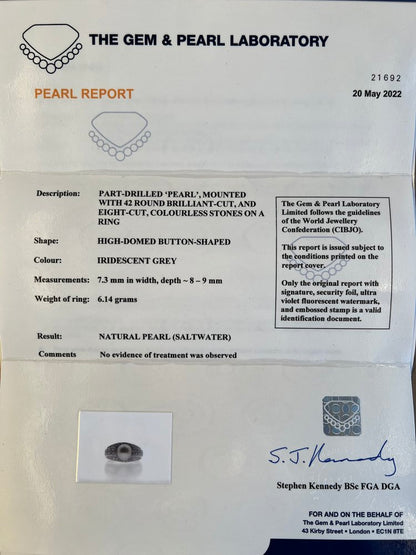 THE GEM & PEARL LABORATORY
21692
PEARL REPORT
20 May 2022
Description:
PART-DRILLED ‘PEARL’, MOUNTED
WITH 42 ROUND BRILLIANT-CUT, AND
EIGHT-CUT, COLOURLESS STONES ON A
RING
Shape:
HIGH-DOMED BUTTON-SHAPED
Colour:
IRIDESCENT GREY
Measurements:
7.3 mm in width, depth ~ 8 – 9 mm
Weight of ring:
6.14 grams
Result:
NATURAL PEARL (SALTWATER)
Comments
No evidence of treatment was observed
The Gem & Pearl Laboratory
Limited follows the guidelines
of the World Jewellery
Confederation (CIBJO).
This report is issued subject to
the conditions printed on the
report cover.
Only the original report with
signature, security foil, ultra
violet fluorescent watermark,
and embossed stamp is a valid
identification document.
S. J. Kennedy
Stephen Kennedy BSc FGA DGA
FOR AND ON THE BEHALF OF
The Gem & Pearl Laboratory Limited
43 Kirby Street • London • EC1N 8TE